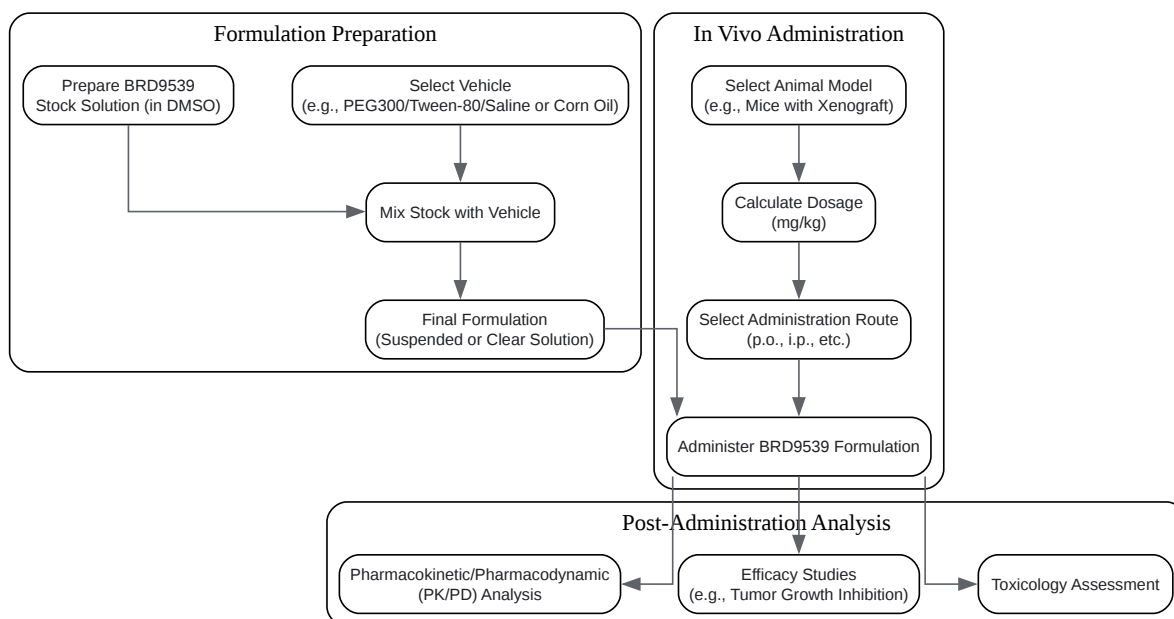 Formulation Preparation
Prepare BRD9539
Stock Solution (in DMSO)
Select Vehicle
(e.g., PEG300/Tween-80/Saline or Corn Oil)
Mix Stock with Vehicle
Final Formulation
(Suspended or Clear Solution)
In Vivo Administration
Select Animal Model
(e.g., Mice with Xenograft)
Calculate Dosage
(mg/kg)
Select Administration Route
(p.o., i.p., etc.)
Administer BRD9539 Formulation
Post-Administration Analysis
Pharmacokinetic/Pharmacodynamic
(PK/PD) Analysis
Efficacy Studies
(e.g., Tumor Growth Inhibition)
Toxicology Assessment